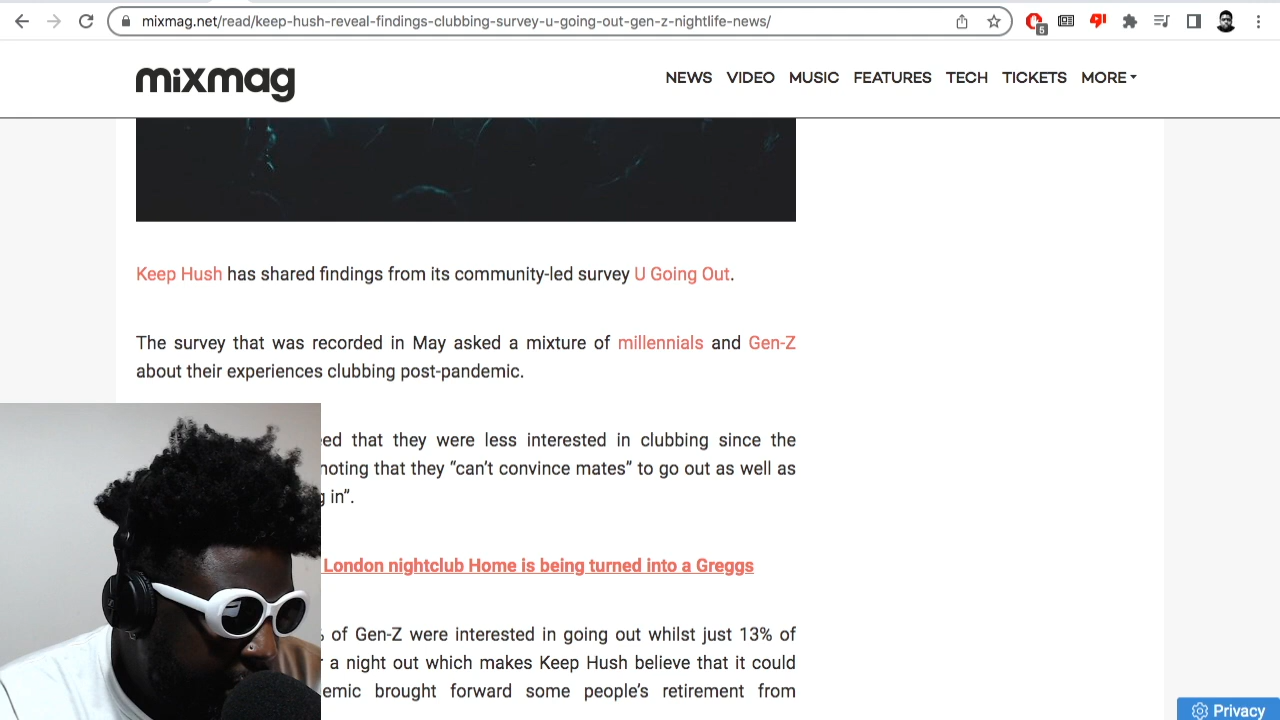 mixmag.net/read/keep-hush-reveal-findings-clubbing-survey-u-going-out-gen-z-nightlife-news/
5
mixmag
NEWS VIDEO MUSIC FEATURES TECH TICKETS MORE
Keep Hush has shared findings from its community-led survey U Going Out.
The survey that was recorded in May asked a mixture of millennials and Gen-Z
about their experiences clubbing post-pandemic.
that they were less interested in clubbing since the
noting that they “can’t convince mates” to go out as well as
in”.
London nightclub Home is being turned into a Greggs
of Gen-Z were interested in going out whilst just 13% of
a night out which makes Keep Hush believe that it could
brought forward some people’s retirement from
Privacy